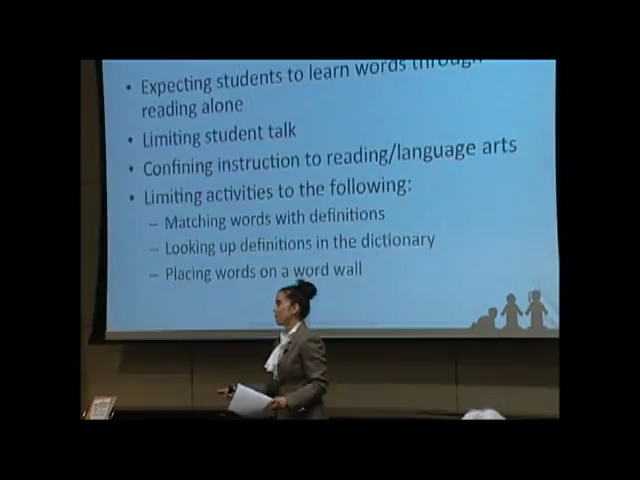 • Expecting students to learn words through
reading alone
• Limiting student talk
• Confining instruction to reading/language arts
• Limiting activities to the following:
– Matching words with definitions
– Looking up definitions in the dictionary
– Placing words on a word wall